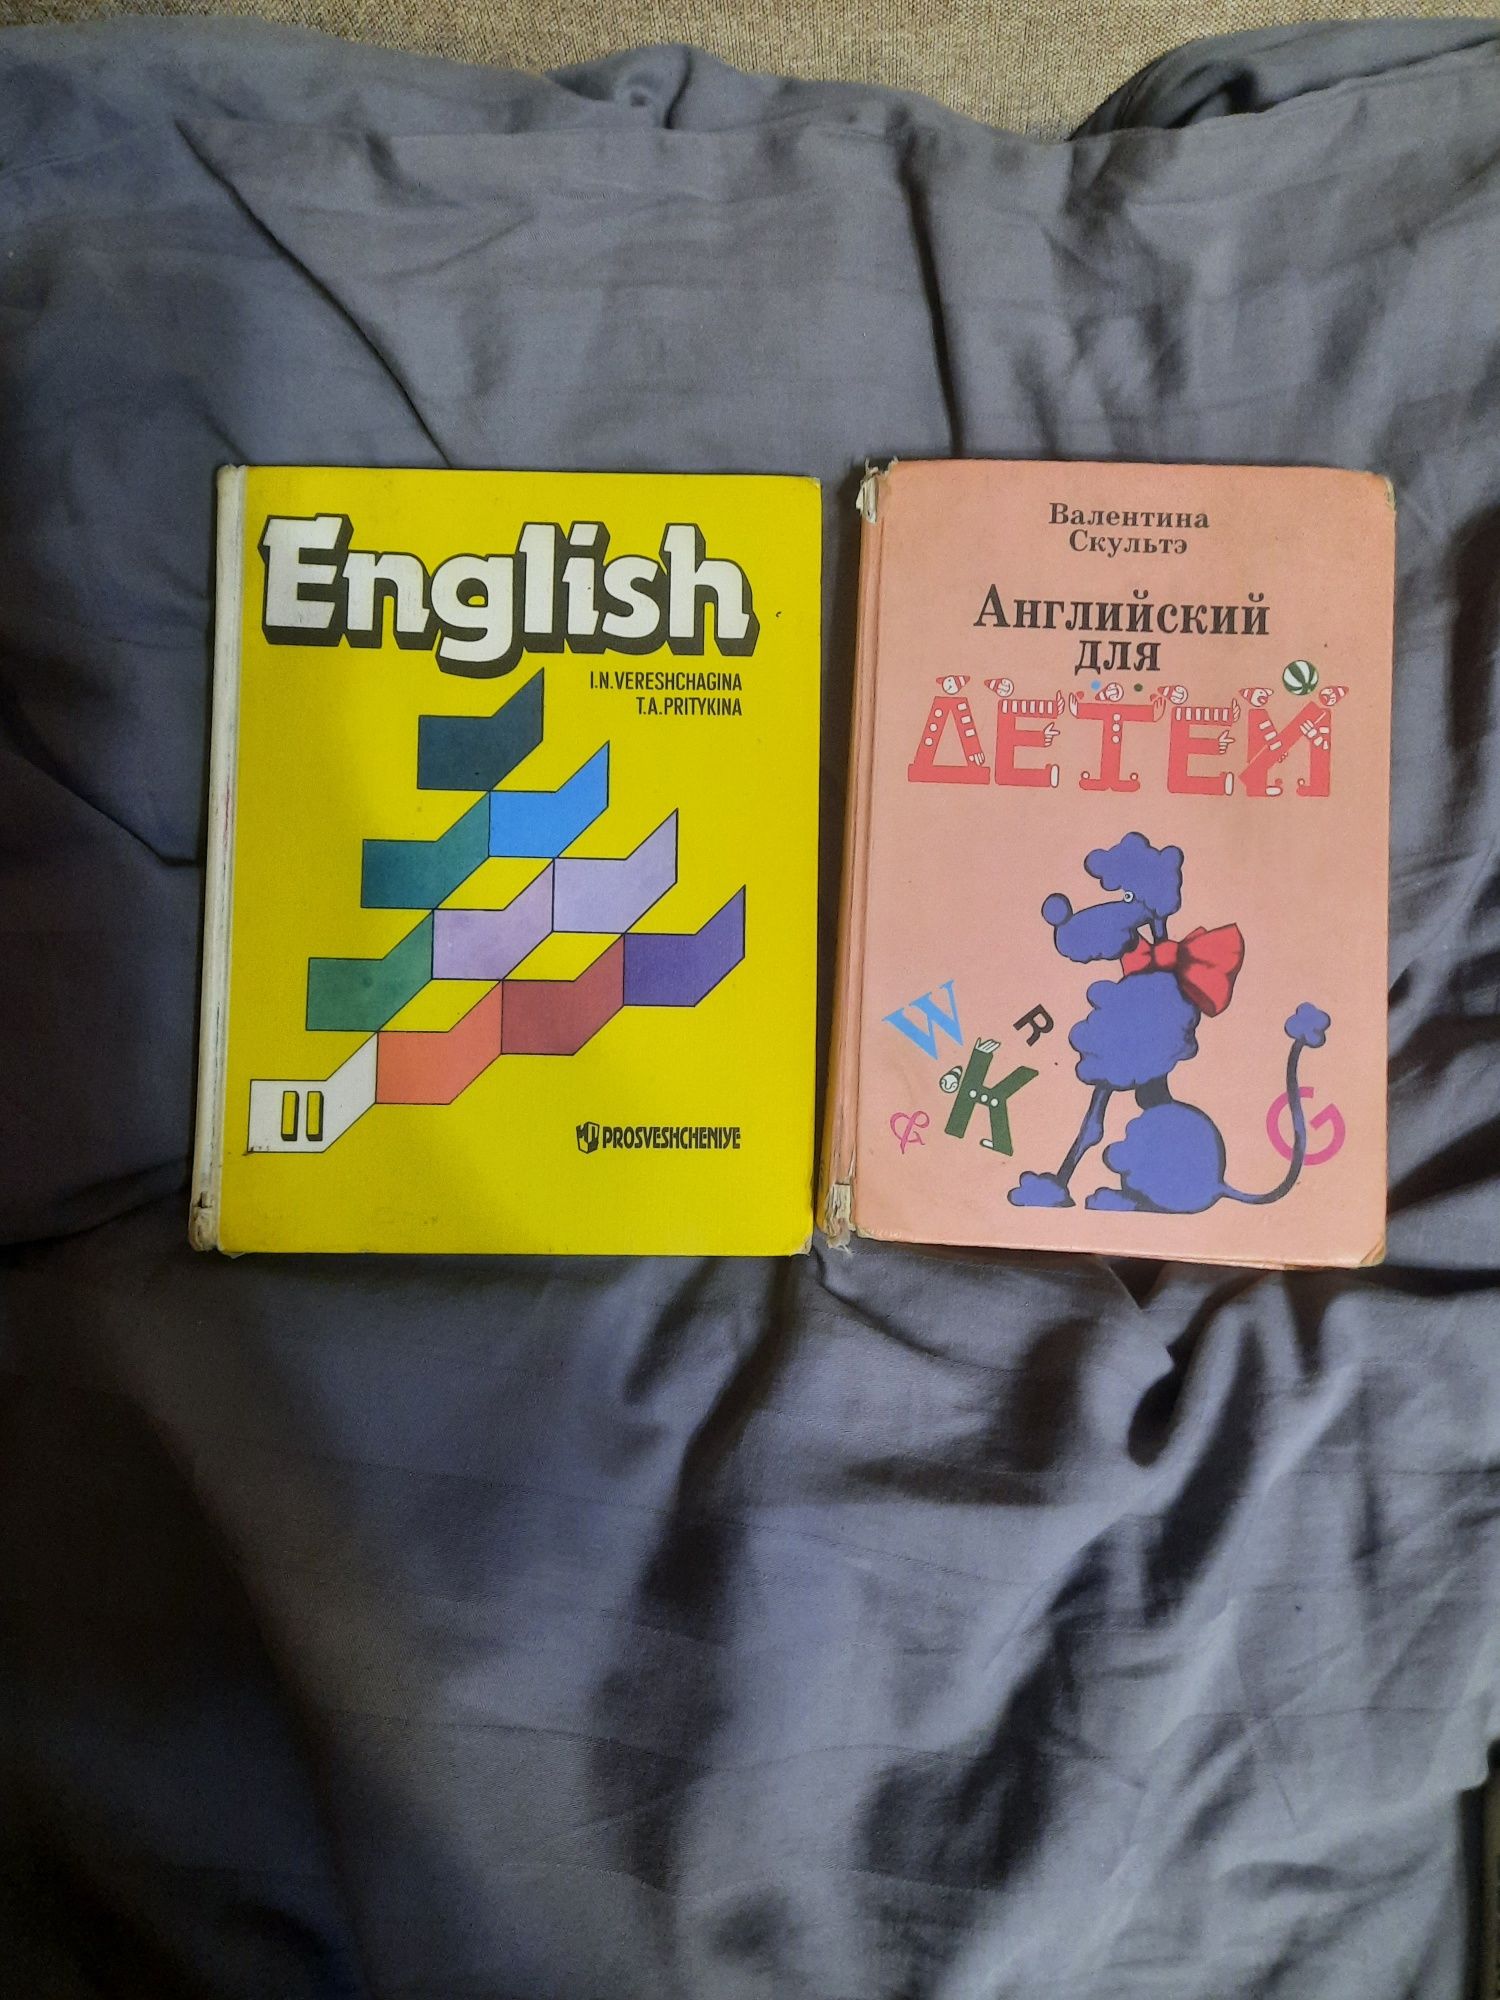 English
I.N.VERESHCHAGINA
T.A.PRITYKINA
II
PROSVESHCHENIYE
Валентина
Скультэ
Английский
для
ДЕТЕЙ
W
R
K
G